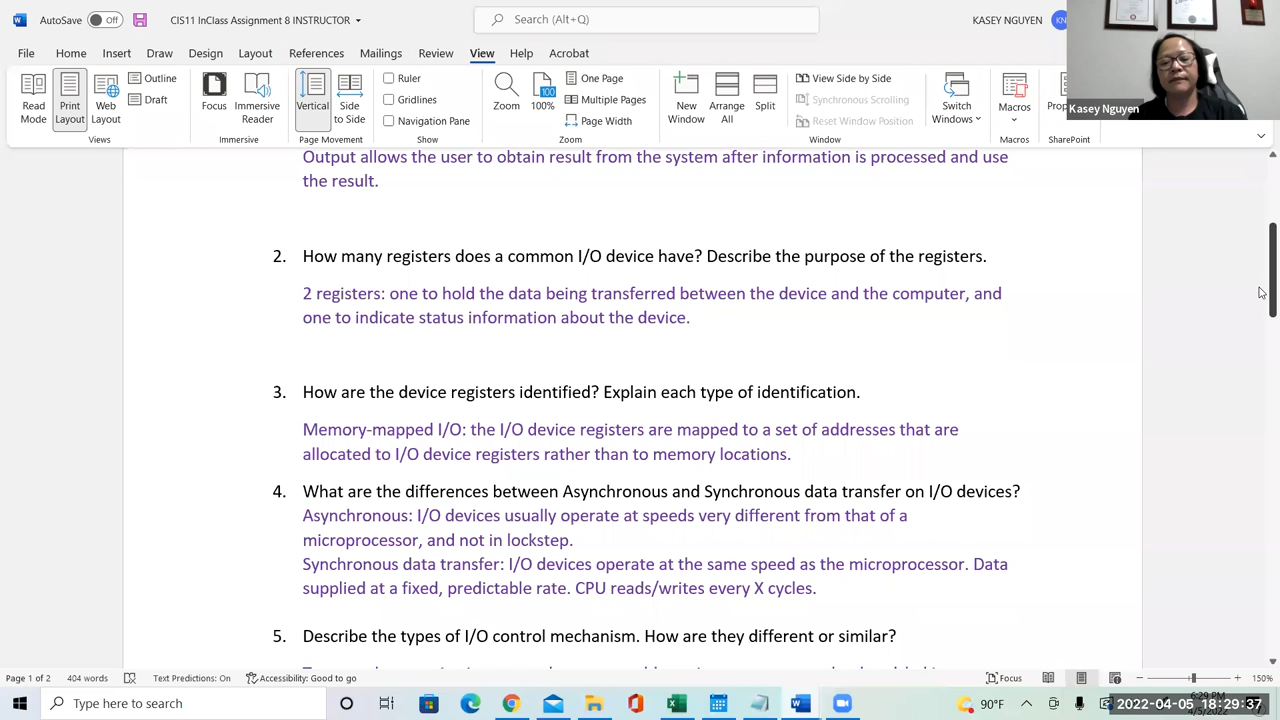 AutoSave Off
CIS11 InClass Assignment 8 INSTRUCTOR
Search (Alt+Q)
KASEY NGUYEN KN
File Home Insert Draw Design Layout References Mailings Review View Help Acrobat
Read Mode
Print Layout
Web Layout
Outline
Draft
Views
Focus
Immersive Reader
Immersive
Vertical
Side to Side
Page Movement
Ruler
Gridlines
Navigation Pane
Show
Zoom
100
100%
One Page
Multiple Pages
Page Width
Zoom
New Window
Arrange All
Split
View Side by Side
Synchronous Scrolling
Reset Window Position
Window
Switch Windows
Macros
Macros
SharePoint
Kasey Nguyen
Output allows the user to obtain result from the system after information is processed and use
the result.
2. How many registers does a common I/O device have? Describe the purpose of the registers.
2 registers: one to hold the data being transferred between the device and the computer, and
one to indicate status information about the device.
3. How are the device registers identified? Explain each type of identification.
Memory-mapped I/O: the I/O device registers are mapped to a set of addresses that are
allocated to I/O device registers rather than to memory locations.
4. What are the differences between Asynchronous and Synchronous data transfer on I/O devices?
Asynchronous: I/O devices usually operate at speeds very different from that of a
microprocessor, and not in lockstep.
Synchronous data transfer: I/O devices operate at the same speed as the microprocessor. Data
supplied at a fixed, predictable rate. CPU reads/writes every X cycles.
5. Describe the types of I/O control mechanism. How are they different or similar?
Page 1 of 2 404 words Text Predictions: On Accessibility: Good to go Focus 150%
Type here to search
90°F
6:29 PM
2022-04-05 18:29:37
4/5/2022